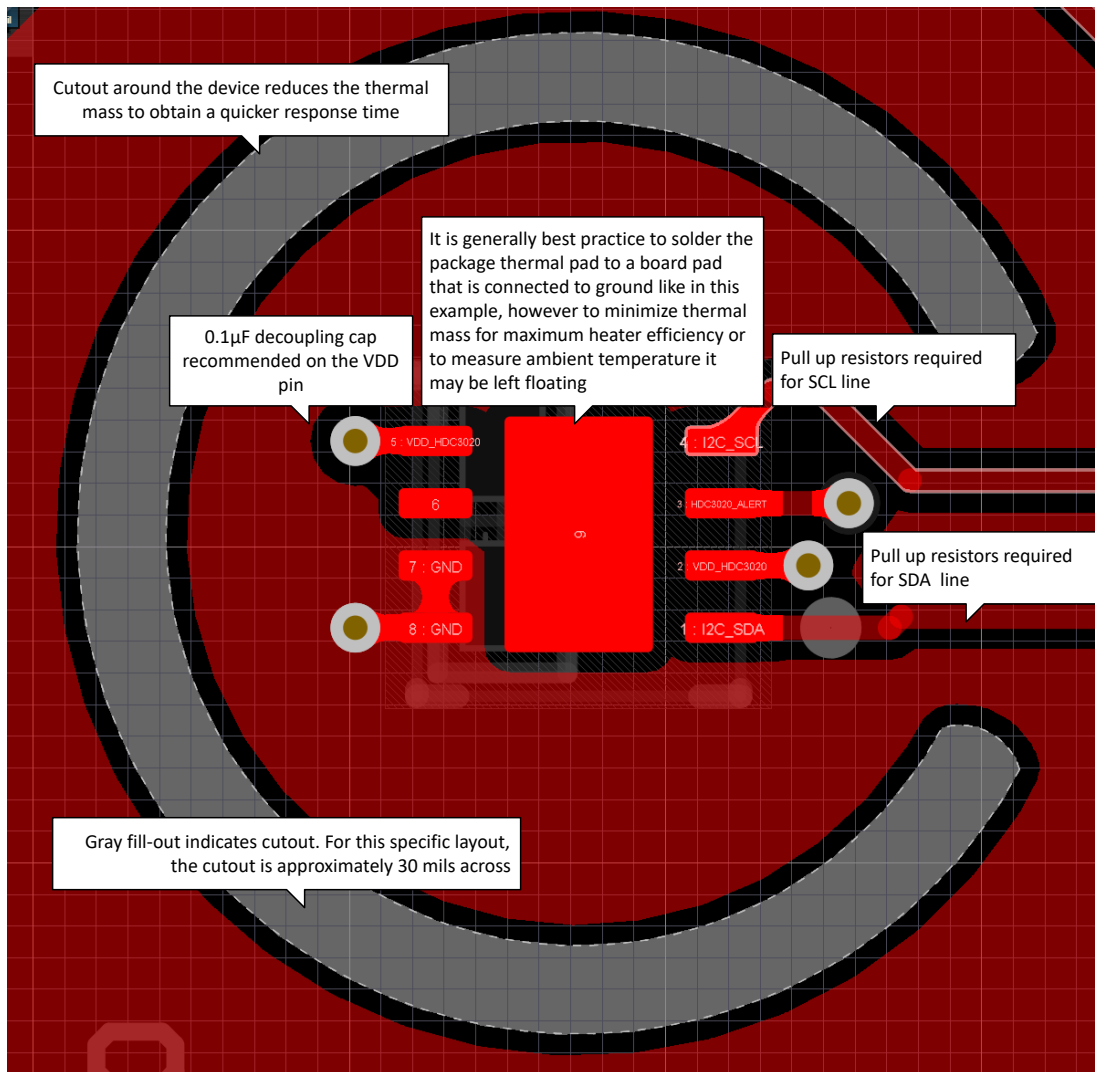 Cutout around the device reduces the thermal
mass to obtain a quicker response time
It is generally best practice to solder the
package thermal pad to a board pad
that is connected to ground like in this
example, however to minimize thermal
mass for maximum heater efficiency or
to measure ambient temperature it
may be left floating
0.1µF decoupling cap
recommended on the VDD
pin
Pull up resistors required
for SCL line
5 : VDD_HDC3020
4 : I2C_SCL
6
3 : HDC3020_ALERT
9
7 : GND
2 : VDD_HDC3020
Pull up resistors required
for SDA line
8 : GND
1 : I2C_SDA
Gray fill-out indicates cutout. For this specific layout,
the cutout is approximately 30 mils across